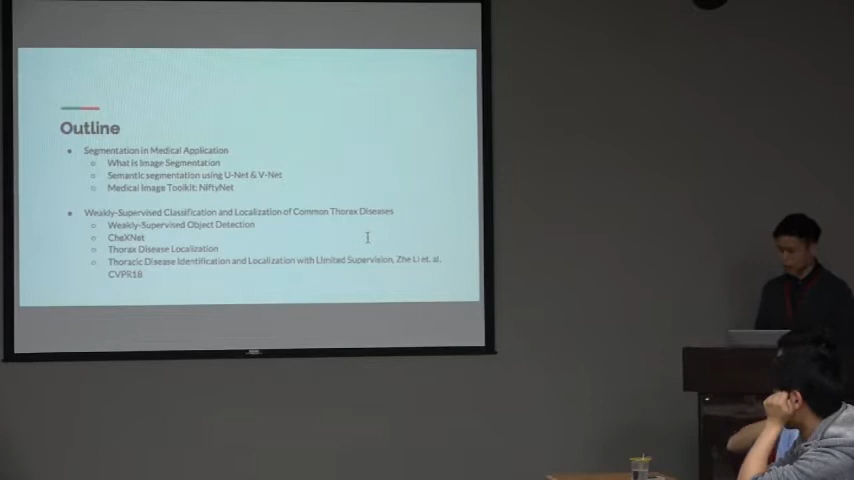 Outline
Segmentation in Medical Application
What is Image Segmentation
Semantic segmentation using U-Net & V-Net
Medical Image Toolkit: NiftyNet
Weakly-Supervised Classification and Localization of Common Thorax Diseases
Weakly-Supervised Object Detection
CheXNet
Thorax Disease Localization
Thoracic Disease Identification and Localization with Limited Supervision, Zhe Li et. al.
CVPR18